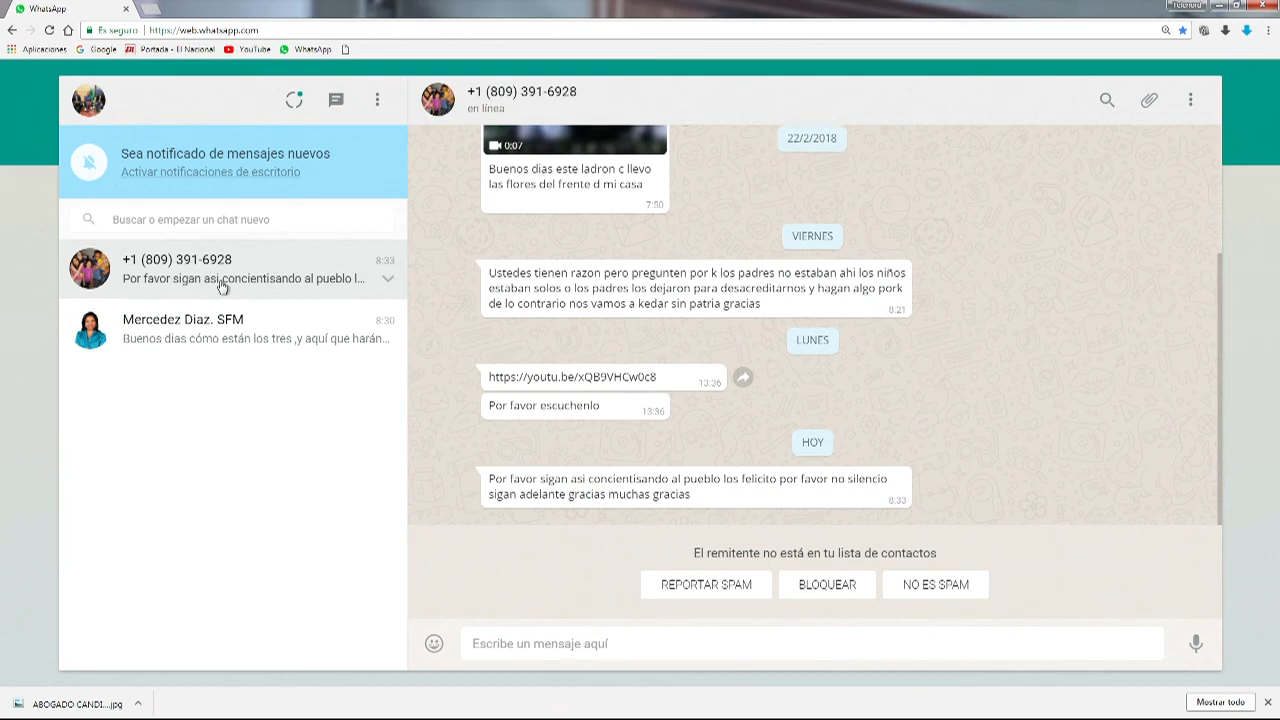 WhatsApp
Telenord
Es seguro | https://web.whatsapp.com
Aplicaciones Google Portada - El Nacional YouTube WhatsApp
+1 (809) 391-6928
en línea
Sea notificado de mensajes nuevos
Activar notificaciones de escritorio
Buscar o empezar un chat nuevo
+1 (809) 391-6928 8:33
Por favor sigan asi concientisando al pueblo l...
Mercedez Diaz. SFM 8:30
Buenos dias cómo están los tres ,y aquí que harán...
0:07
22/2/2018
Buenos dias este ladron c llevo
las flores del frente d mi casa
7:50
VIERNES
Ustedes tienen razon pero pregunten por k los padres no estaban ahi los niños
estaban solos o los padres los dejaron para desacreditarnos y hagan algo pork
de lo contrario nos vamos a kedar sin patria gracias
8:21
LUNES
https://youtu.be/xQB9VHCw0c8
13:36
Por favor escuchenlo
13:36
HOY
Por favor sigan asi concientisando al pueblo los felicito por favor no silencio
sigan adelante gracias muchas gracias
8:33
El remitente no está en tu lista de contactos
REPORTAR SPAM BLOQUEAR NO ES SPAM
Escribe un mensaje aquí
ABOGADO CANDI....jpg
Mostrar todo